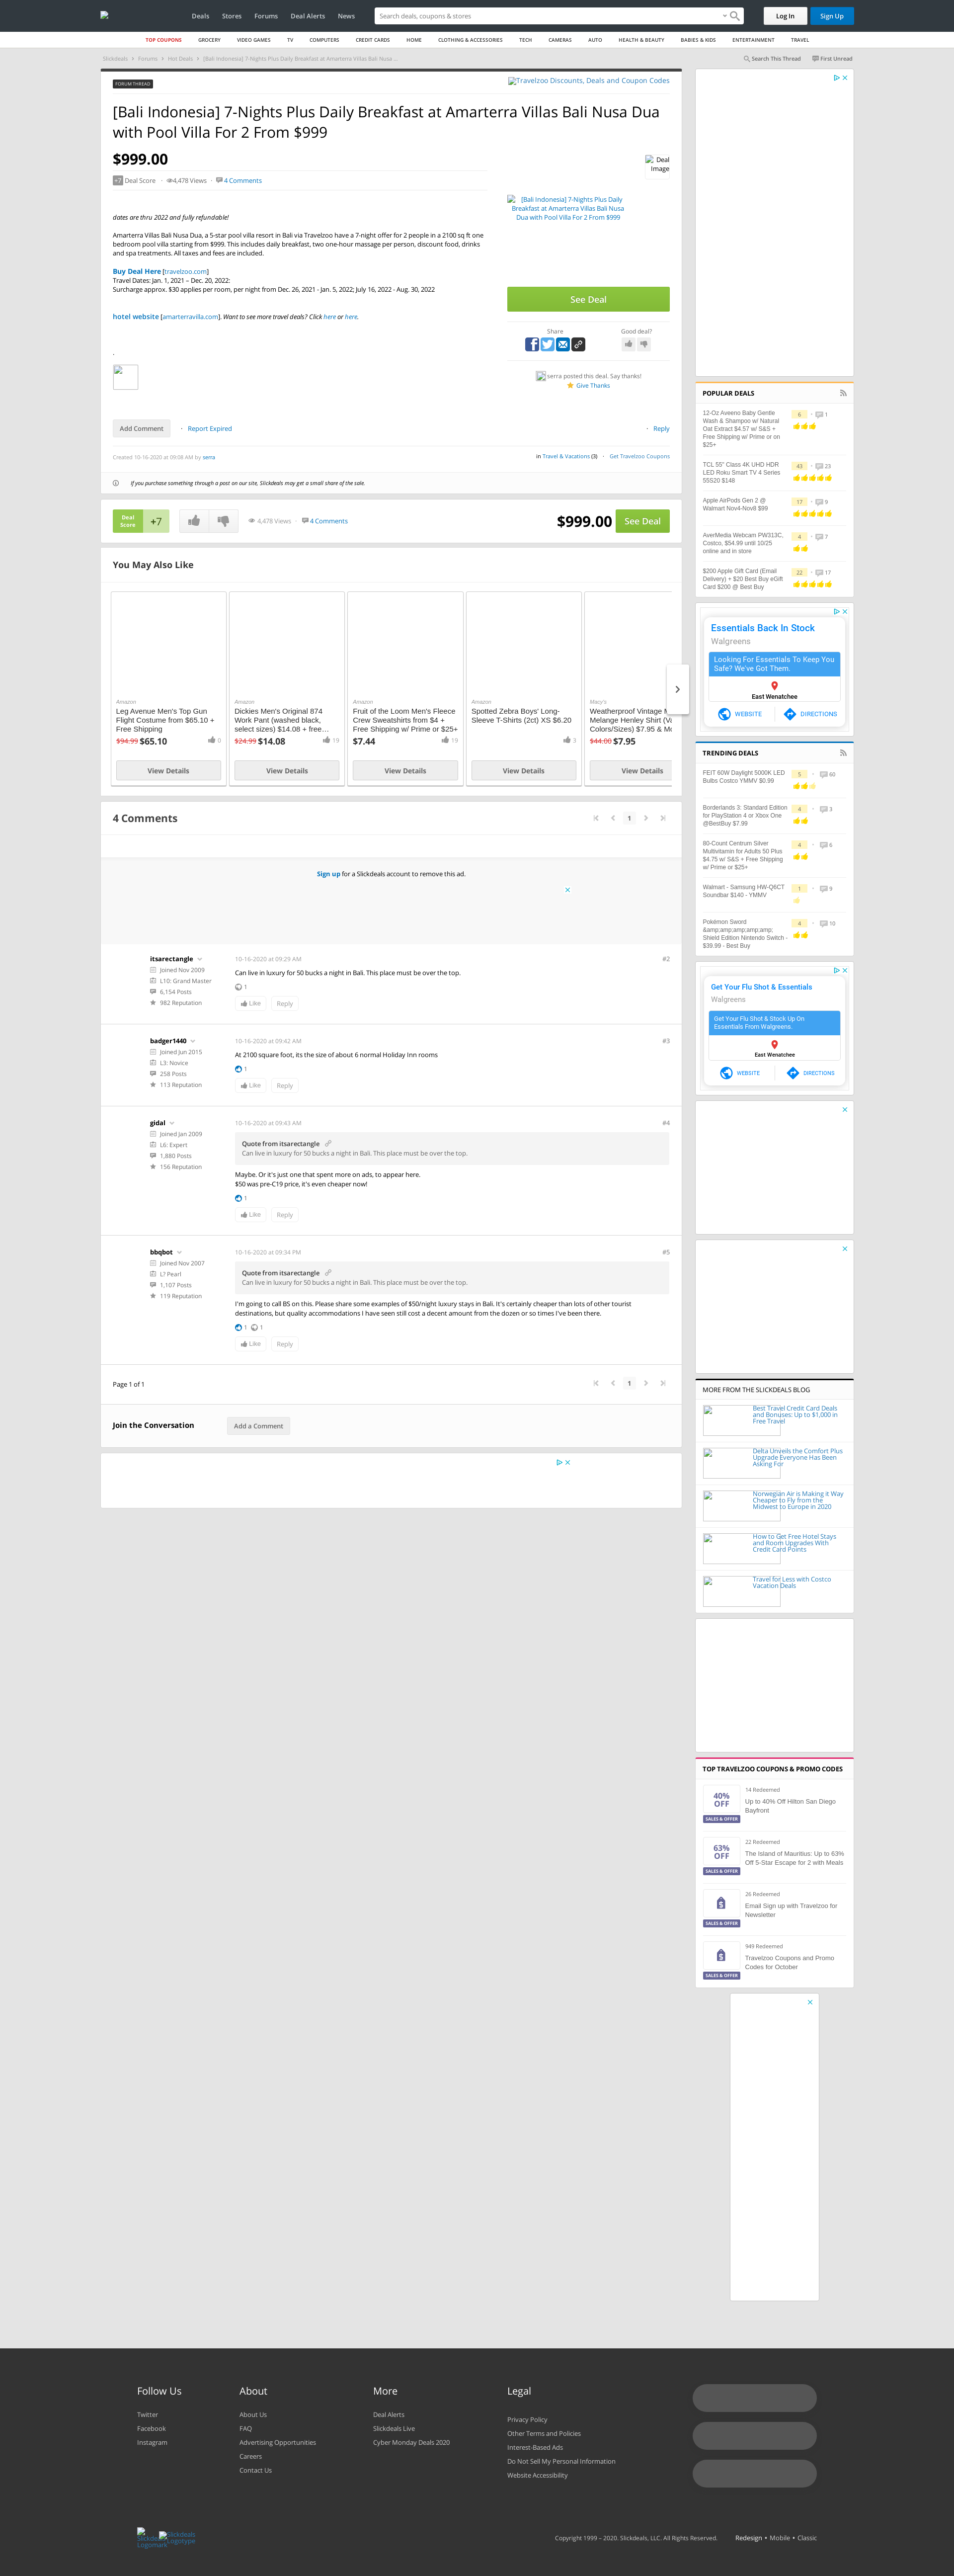 Deals Stores Forums Deal Alerts News
Search deals, coupons & stores
Log In Sign Up
TOP COUPONS GROCERY VIDEO GAMES TV COMPUTERS CREDIT CARDS HOME CLOTHING & ACCESSORIES TECH CAMERAS AUTO HEALTH & BEAUTY BABIES & KIDS ENTERTAINMENT TRAVEL
Slickdeals Forums Hot Deals [Bali Indonesia] 7-Nights Plus Daily Breakfast at Amarterra Villas Bali Nusa ...
Search This Thread First Unread
FORUM THREAD
Travelzoo Discounts, Deals and Coupon Codes
[Bali Indonesia] 7-Nights Plus Daily Breakfast at Amarterra Villas Bali Nusa Dua
with Pool Villa For 2 From $999
$999.00
+7 Deal Score 4,478 Views 4 Comments
Deal
Image
dates are thru 2022 and fully refundable!
Amarterra Villas Bali Nusa Dua, a 5-star pool villa resort in Bali via Travelzoo have a 7-night offer for 2 people in a 2100 sq ft one
bedroom pool villa starting from $999. This includes daily breakfast, two one-hour massage per person, discount food, drinks
and spa treatments. All taxes and fees are included.
Buy Deal Here [travelzoo.com]
Travel Dates: Jan. 1, 2021 – Dec. 20, 2022;
Surcharge approx. $30 applies per room, per night from Dec. 26, 2021 - Jan. 5, 2022; July 16, 2022 - Aug. 30, 2022
hotel website [amarterravilla.com]. Want to see more travel deals? Click here or here.
.
[Bali Indonesia] 7-Nights Plus Daily
Breakfast at Amarterra Villas Bali Nusa
Dua with Pool Villa For 2 From $999
See Deal
Share Good deal?
serra posted this deal. Say thanks!
Give Thanks
Add Comment Report Expired Reply
Created 10-16-2020 at 09:08 AM by serra
in Travel & Vacations (3) Get Travelzoo Coupons
If you purchase something through a post on our site, Slickdeals may get a small share of the sale.
Deal
Score
+7
4,478 Views 4 Comments
$999.00 See Deal
You May Also Like
Amazon
Leg Avenue Men's Top Gun
Flight Costume from $65.10 +
Free Shipping
$94.99 $65.10 0
View Details
Amazon
Dickies Men's Original 874
Work Pant (washed black,
select sizes) $14.08 + free...
$24.99 $14.08 19
View Details
Amazon
Fruit of the Loom Men's Fleece
Crew Sweatshirts from $4 +
Free Shipping w/ Prime or $25+
$7.44 19
View Details
Amazon
Spotted Zebra Boys' Long-
Sleeve T-Shirts (2ct) XS $6.20
3
View Details
Macy's
Weatherproof Vintage M
Melange Henley Shirt (Va
Colors/Sizes) $7.95 & Mo
$44.00 $7.95
View Details
4 Comments 1
Sign up for a Slickdeals account to remove this ad.
itsarectangle
Joined Nov 2009
L10: Grand Master
6,154 Posts
982 Reputation
10-16-2020 at 09:29 AM #2
Can live in luxury for 50 bucks a night in Bali. This place must be over the top.
1
Like Reply
badger1440
Joined Jun 2015
L3: Novice
258 Posts
113 Reputation
10-16-2020 at 09:42 AM #3
At 2100 square foot, its the size of about 6 normal Holiday Inn rooms
1
Like Reply
gidal
Joined Jan 2009
L6: Expert
1,880 Posts
156 Reputation
10-16-2020 at 09:43 AM #4
Quote from itsarectangle
Can live in luxury for 50 bucks a night in Bali. This place must be over the top.
Maybe. Or it's just one that spent more on ads, to appear here.
$50 was pre-C19 price, it's even cheaper now!
1
Like Reply
bbqbot
Joined Nov 2007
L7 Pearl
1,107 Posts
119 Reputation
10-16-2020 at 09:34 PM #5
Quote from itsarectangle
Can live in luxury for 50 bucks a night in Bali. This place must be over the top.
I'm going to call BS on this. Please share some examples of $50/night luxury stays in Bali. It's certainly cheaper than lots of other tourist
destinations, but quality accommodations I have seen still cost a decent amount from the dozen or so times I've been there.
1 1
Like Reply
Page 1 of 1 1
Join the Conversation Add a Comment
POPULAR DEALS
12-Oz Aveeno Baby Gentle
Wash & Shampoo w/ Natural
Oat Extract $4.57 w/ S&S +
Free Shipping w/ Prime or on
$25+
6 1
TCL 55" Class 4K UHD HDR
LED Roku Smart TV 4 Series
55S20 $148
43 23
Apple AirPods Gen 2 @
Walmart Nov4-Nov8 $99
17 9
AverMedia Webcam PW313C,
Costco, $54.99 until 10/25
online and in store
4 7
$200 Apple Gift Card (Email
Delivery) + $20 Best Buy eGift
Card $200 @ Best Buy
22 17
Essentials Back In Stock
Walgreens
Looking For Essentials To Keep You
Safe? We've Got Them.
East Wenatchee
WEBSITE DIRECTIONS
TRENDING DEALS
FEIT 60W Daylight 5000K LED
Bulbs Costco YMMV $0.99
5 60
Borderlands 3: Standard Edition
for PlayStation 4 or Xbox One
@BestBuy $7.99
4 3
80-Count Centrum Silver
Multivitamin for Adults 50 Plus
$4.75 w/ S&S + Free Shipping
w/ Prime or $25+
4 6
Walmart - Samsung HW-Q6CT
Soundbar $140 - YMMV
1 9
Pokémon Sword
&amp;amp;amp;amp;amp;
Shield Edition Nintendo Switch -
$39.99 - Best Buy
4 10
Get Your Flu Shot & Essentials
Walgreens
Get Your Flu Shot & Stock Up On
Essentials From Walgreens.
East Wenatchee
WEBSITE DIRECTIONS
MORE FROM THE SLICKDEALS BLOG
Best Travel Credit Card Deals
and Bonuses: Up to $1,000 in
Free Travel
Delta Unveils the Comfort Plus
Upgrade Everyone Has Been
Asking For
Norwegian Air is Making it Way
Cheaper to Fly from the
Midwest to Europe in 2020
How to Get Free Hotel Stays
and Room Upgrades With
Credit Card Points
Travel for Less with Costco
Vacation Deals
TOP TRAVELZOO COUPONS & PROMO CODES
40%
OFF
SALES & OFFER
14 Redeemed
Up to 40% Off Hilton San Diego
Bayfront
63%
OFF
SALES & OFFER
22 Redeemed
The Island of Mauritius: Up to 63%
Off 5-Star Escape for 2 with Meals
SALES & OFFER
26 Redeemed
Email Sign up with Travelzoo for
Newsletter
SALES & OFFER
949 Redeemed
Travelzoo Coupons and Promo
Codes for October
Follow Us
Twitter
Facebook
Instagram
About
About Us
FAQ
Advertising Opportunities
Careers
Contact Us
More
Deal Alerts
Slickdeals Live
Cyber Monday Deals 2020
Legal
Privacy Policy
Other Terms and Policies
Interest-Based Ads
Do Not Sell My Personal Information
Website Accessibility
Slickdeals
Logomark
Slickdeals
Logotype
Copyright 1999 - 2020. Slickdeals, LLC. All Rights Reserved. Redesign • Mobile • Classic